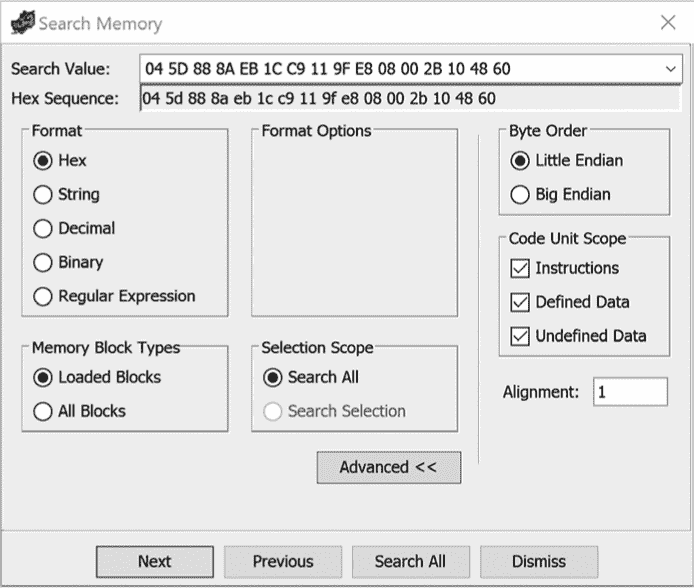 Search Memory
Search Value: 04 5D 88 8A EB 1C C9 11 9F E8 08 00 2B 10 48 60
Hex Sequence: 04 5d 88 8a eb 1c c9 11 9f e8 08 00 2b 10 48 60
Format
Hex
String
Decimal
Binary
Regular Expression
Format Options
Byte Order
Little Endian
Big Endian
Code Unit Scope
Instructions
Defined Data
Undefined Data
Memory Block Types
Loaded Blocks
All Blocks
Selection Scope
Search All
Search Selection
Alignment: 1
Advanced <<
Next Previous Search All Dismiss